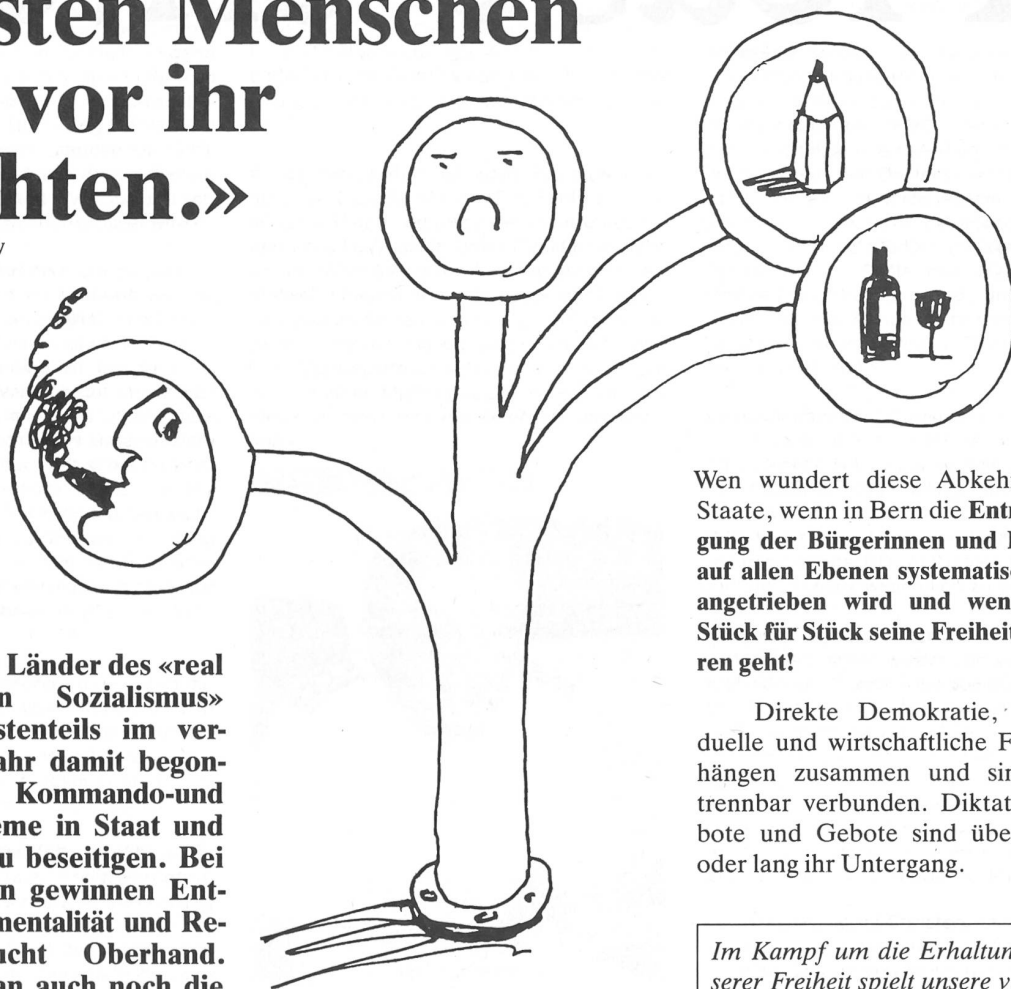 sten Menschen
vor ihr
hten.»
Länder des «real
n Sozialismus»
stenteils im ver-
ahr damit begon-
Kommando-und
eme in Staat und
u beseitigen. Bei
n gewinnen Ent-
mentalität und Re-
ucht Oberhand.
an auch noch die
Wen wundert diese Abkeh
Staate, wenn in Bern die Entr
gung der Bürgerinnen und
auf allen Ebenen systematis
angetrieben wird und wen
Stück für Stück seine Freiheit
ren geht!
Direkte Demokratie,
duelle und wirtschaftliche F
hängen zusammen und sin
trennbar verbunden. Diktat
bote und Gebote sind übe
oder lang ihr Untergang.
Im Kampf um die Erhaltun
serer Freiheit spielt unsere v